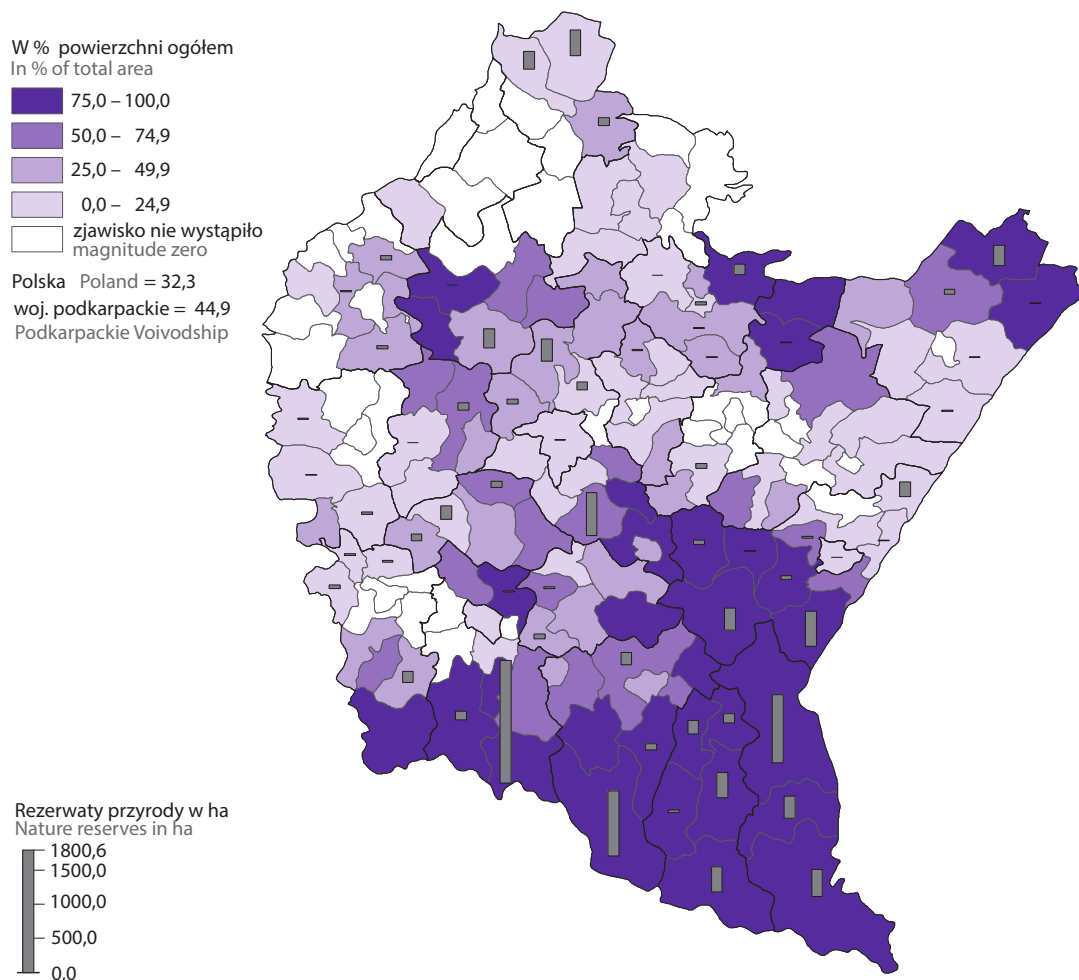 W % powierzchni ogółem
In % of total area
75,0 – 100,0
50,0 – 74,9
25,0 – 49,9
0,0 – 24,9
zjawisko nie wystąpiło
magnitude zero
Polska Poland = 32,3
woj. podkarpackie = 44,9
Podkarpackie Voivodship
Rezerwaty przyrody w ha
Nature reserves in ha
1800,6
1500,0
1000,0
500,0
0,0